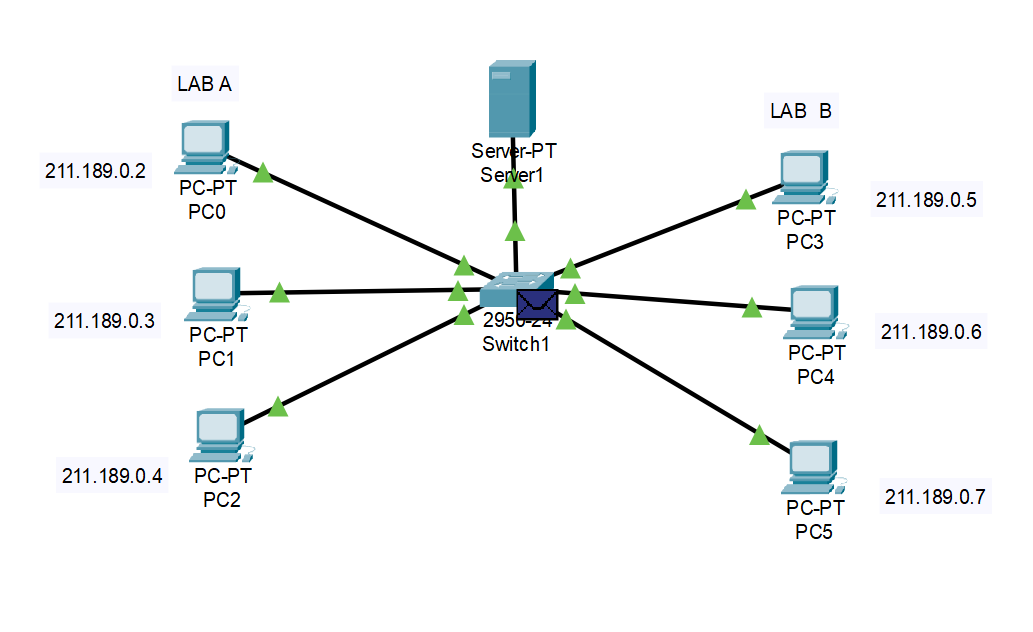 LAB A
211.189.0.2
PC-PT
PC0
211.189.0.3
PC-PT
PC1
211.189.0.4
PC-PT
PC2
Server-PT
Server1
2950-24
Switch1
LAB B
PC-PT
PC3
211.189.0.5
PC-PT
PC4
211.189.0.6
PC-PT
PC5
211.189.0.7